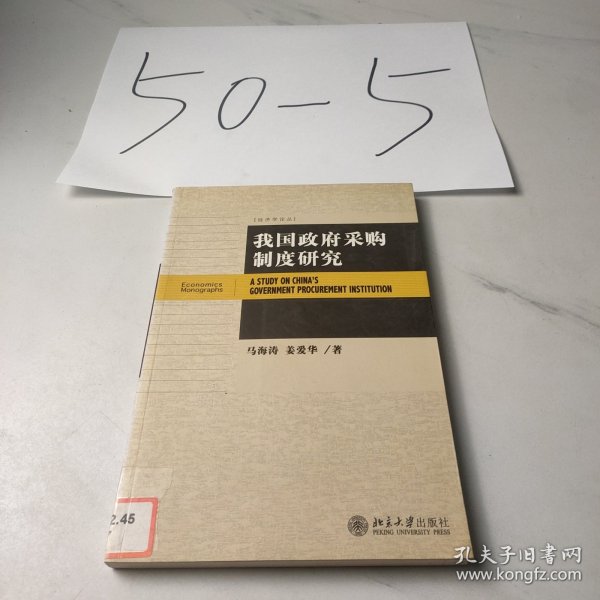 50-5
[经济学论丛]
我国政府采购
制度研究
Economics
Monographs
A STUDY ON CHINA'S
GOVERNMENT PROCUREMENT INSTITUTION
马海涛 姜爱华 /著
2.45
北京大学出版社
PEKING UNIVERSITY PRESS
孔夫子旧书网
www.kongfz.com